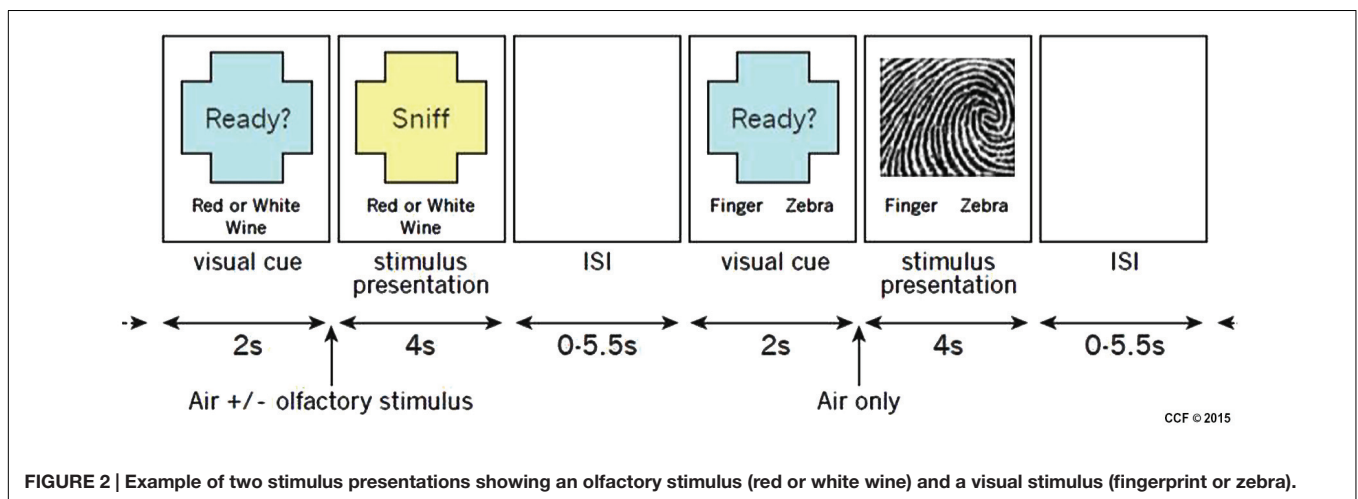 Ready? Sniff Ready?
Red or White Red or White Finger Zebra Finger Zebra
Wine Wine
visual cue stimulus ISI visual cue stimulus ISI
presentation presentation
2s 4s 0-5.5s 2s 4s 0-5.5s
Air +/- olfactory stimulus Air only
CCF © 2015
FIGURE 2 | Example of two stimulus presentations showing an olfactory stimulus (red or white wine) and a visual stimulus (fingerprint or zebra).